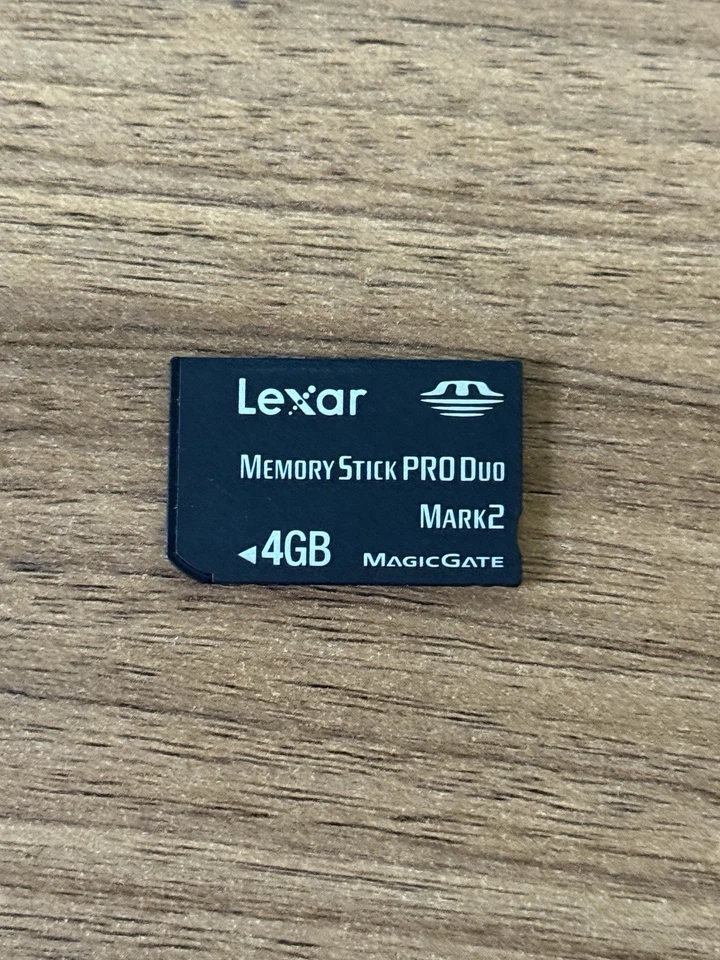 Lexar
MEMORY STICK PRO DUO
MARK2
◄4GB
MAGICGATE